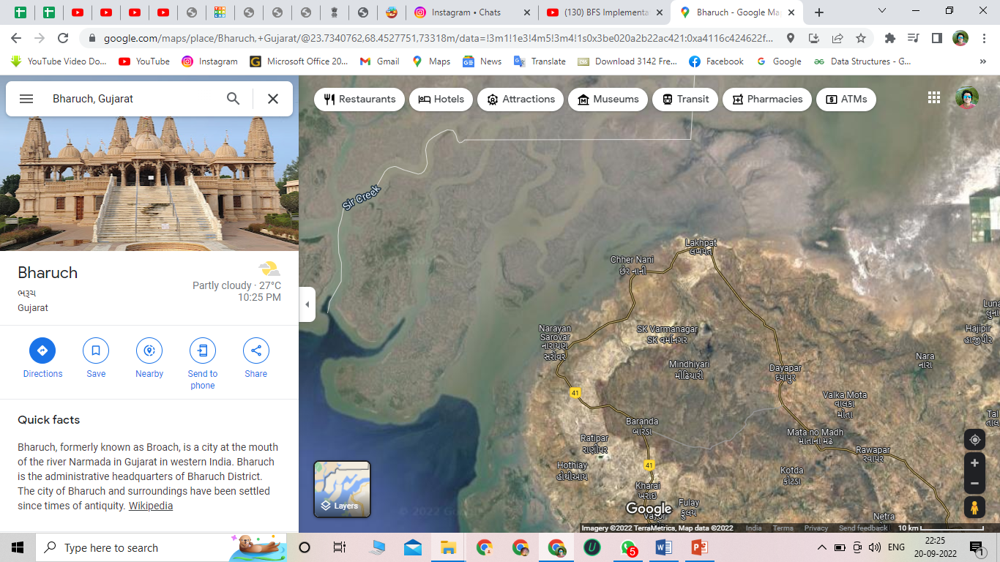 Instagram • Chats
(130) BFS Implementa
Bharuch - Google Ma
google.com/maps/place/Bharuch,+Gujarat/@23.7340762,68.4527751,73318m/data=!3m1!1e3!4m5!3m4!1s0x3be020a2b22ac421:0xa4116c424622f...
YouTube Video Do...
YouTube
Instagram
Microsoft Office 20...
Gmail
Maps
News
Translate
Download 3142 Fre...
Facebook
Google
Data Structures - G...
Bharuch, Gujarat
Restaurants
Hotels
Attractions
Museums
Transit
Pharmacies
ATMs
Bharuch
ભરૂચ
Gujarat
Partly cloudy · 27°C
10:25 PM
Directions
Save
Nearby
Send to
phone
Share
Quick facts
Bharuch, formerly known as Broach, is a city at the mouth
of the river Narmada in Gujarat in western India. Bharuch
is the administrative headquarters of Bharuch District.
The city of Bharuch and surroundings have been settled
since times of antiquity. Wikipedia
Sir Creek
Lakhpat
લખપત
Chher Nani
છેર નાની
Narayan
Sarovar
નારાયણ
સરોવર
SK Varmanagar
SK વર્માનગર
Mindhiyari
મીંઢિયારી
Dayapar
દયાપર
Nara
નારા
Luna
લુના
Hajipir
હાજીપીર
Valka Mota
વાલકા
મોતા
Tal
તાલ
Mata no Madh
માતાનો મઢ
Rawapar
રવાપર
Kotda
કોટડા
41
Baranda
બારંડા
Ratipar
Hothiay
હોથીઆય
41
Kharai
ખરાઈ
Fulay
ફુલય
Vayor
Netra
Layers
Google
© 2022 Google
Imagery ©2022 TerraMetrics, Map data ©2022
India
Terms
Privacy
Send feedback
10 km
Type here to search
5
ENG
22:25
20-09-2022
1